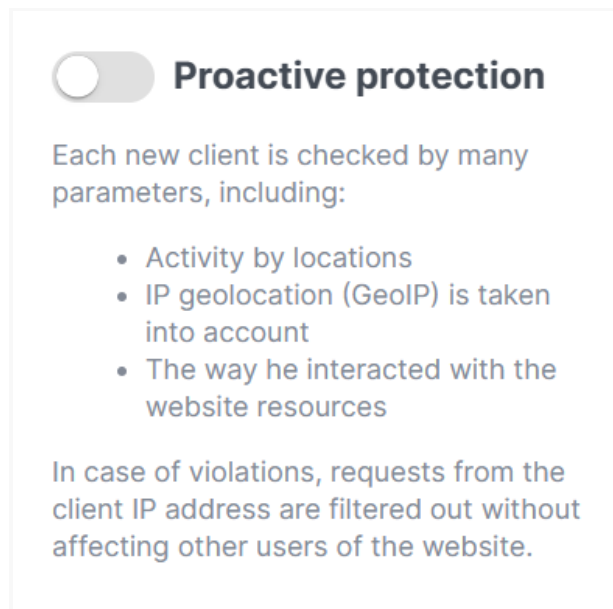 Proactive protection
Each new client is checked by many
parameters, including:
• Activity by locations
• IP geolocation (GeoIP) is taken
into account
• The way he interacted with the
website resources
In case of violations, requests from the
client IP address are filtered out without
affecting other users of the website.